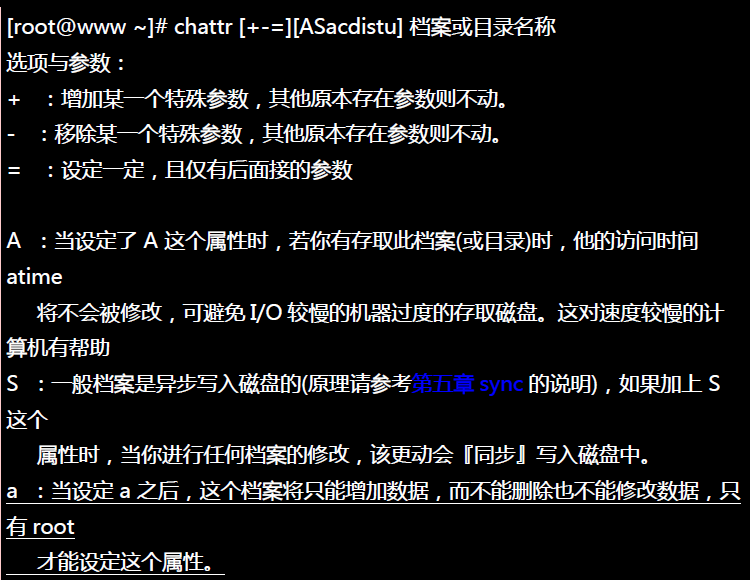 [root@www ~]# chattr [+-=][ASacdistu] 档案或目录名称
选项与参数：
+ ：增加某一个特殊参数，其他原本存在参数则不动。
- ：移除某一个特殊参数，其他原本存在参数则不动。
= ：设定一定，且仅有后面接的参数
A ：当设定了 A 这个属性时，若你有存取此档案(或目录)时，他的访问时间
atime
将不会被修改，可避免 I/O 较慢的机器过度的存取磁盘。这对速度较慢的计
算机有帮助
S ：一般档案是异步写入磁盘的(原理请参考第五章 sync 的说明)，如果加上 S
这个
属性时，当你进行任何档案的修改，该更动会『同步』写入磁盘中。
a ：当设定 a 之后，这个档案将只能增加数据，而不能删除也不能修改数据，只
有 root
才能设定这个属性。